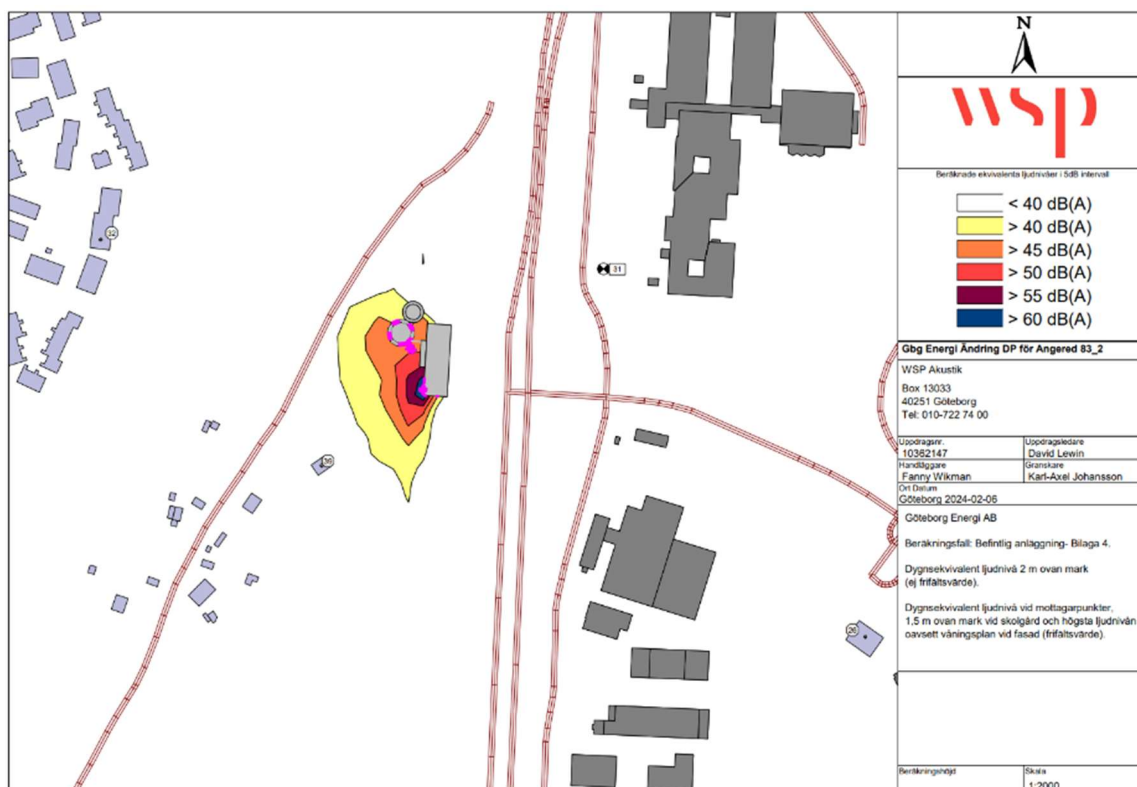 N
wsp
Beräknade ekvivalenta ljudnivåer i 5dB intervall
< 40 dB(A)
> 40 dB(A)
> 45 dB(A)
> 50 dB(A)
> 55 dB(A)
> 60 dB(A)
Gbg Energi Ändring DP för Angered 83_2
WSP Akustik
Box 13033
40251 Göteborg
Tel: 010-722 74 00
Uppdragsnr. Uppdragsledare
10362147 David Lewin
Handläggare Granskare
Fanny Wikman Karl-Axel Johansson
Ort Datum
Göteborg 2024-02-06
Göteborg Energi AB
Beräkningsfall: Befintlig anläggning- Bilaga 4.
Dygnsekvivalent ljudnivå 2 m ovan mark
(ej frifältsvärde).
Dygnsekvivalent ljudnivå vid mottagarpunkter,
1,5 m ovan mark vid skolgård och högsta ljudnivån
oavsett våningsplan vid fasad (frifältsvärde).
Beräkningshöjd Skala
1:2000
32
31
39
26